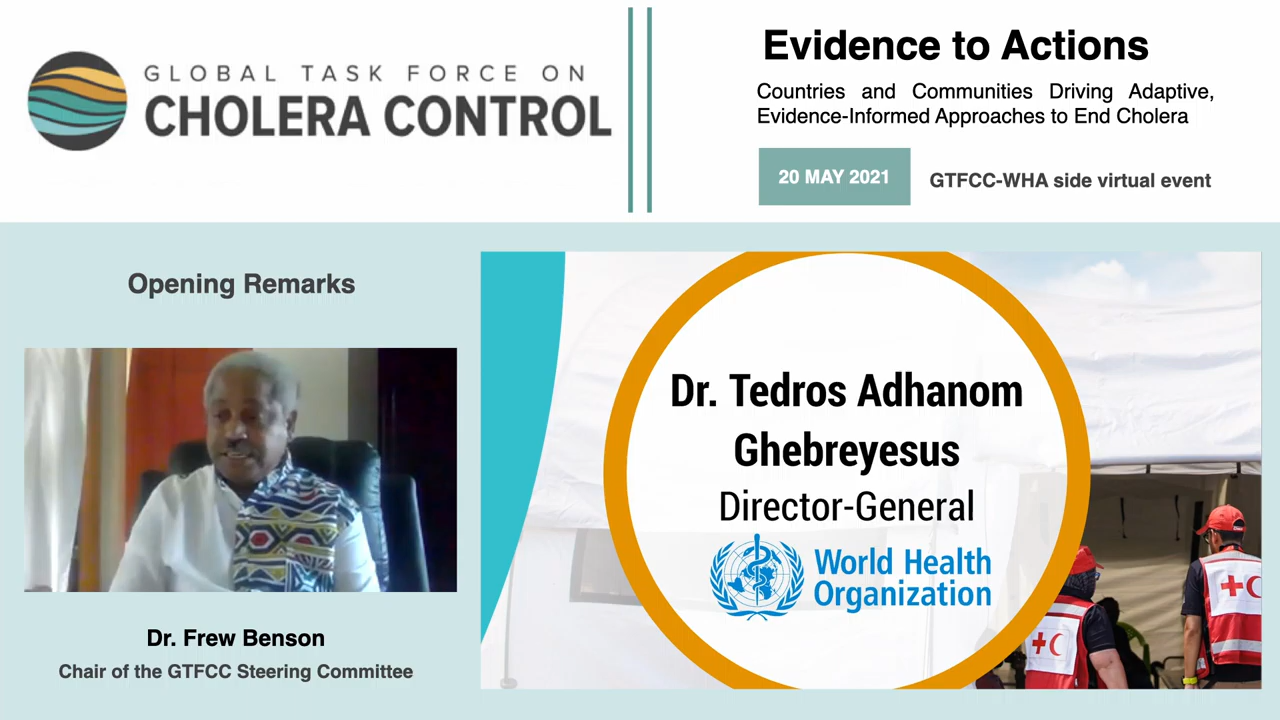 GLOBAL TASK FORCE ON
CHOLERA CONTROL
Evidence to Actions
Countries and Communities Driving Adaptive,
Evidence-Informed Approaches to End Cholera
20 MAY 2021
GTFCC-WHA side virtual event
Opening Remarks
Dr. Frew Benson
Chair of the GTFCC Steering Committee
Dr. Tedros Adhanom
Ghebreyesus
Director-General
World Health
Organization